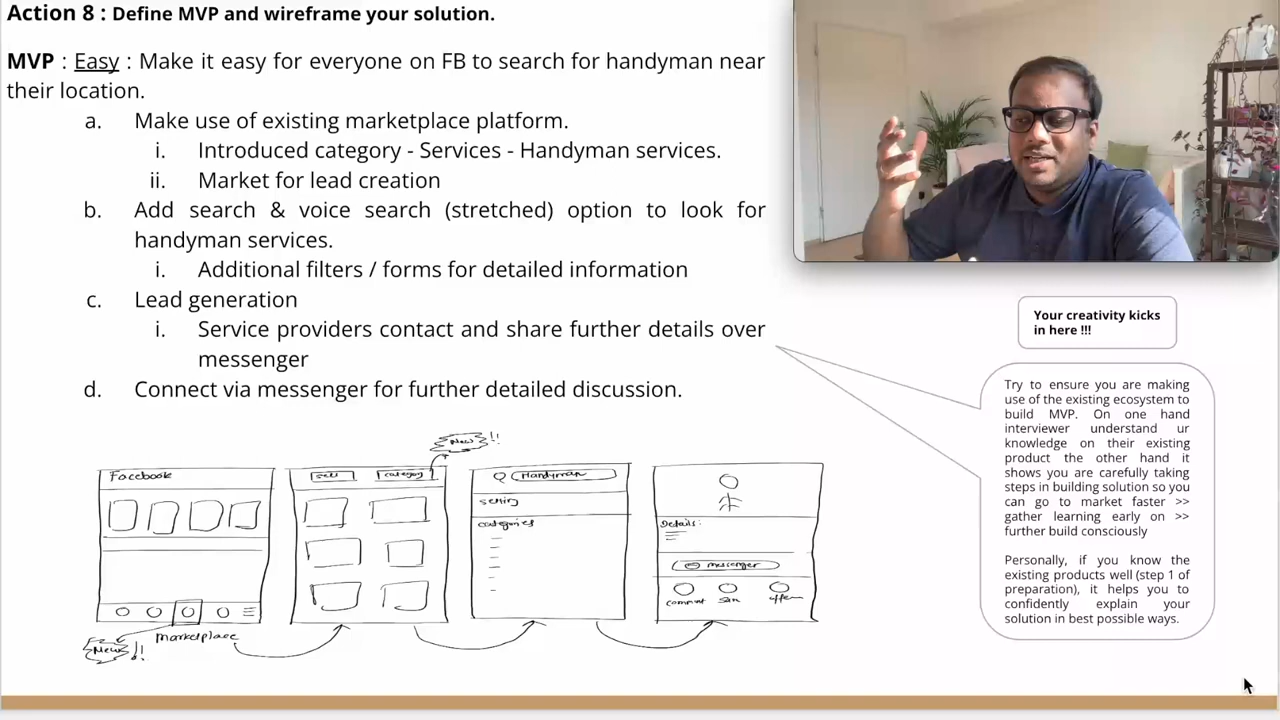 Action 8 : Define MVP and wireframe your solution.
MVP : Easy : Make it easy for everyone on FB to search for handyman near
their location.
a. Make use of existing marketplace platform.
i. Introduced category - Services - Handyman services.
ii. Market for lead creation
b. Add search & voice search (stretched) option to look for
handyman services.
i. Additional filters / forms for detailed information
c. Lead generation
i. Service providers contact and share further details over
messenger
d. Connect via messenger for further detailed discussion.
Your creativity kicks
in here !!!
Try to ensure you are making
use of the existing ecosystem to
build MVP. On one hand
interviewer understand ur
knowledge on their existing
product the other hand it
shows you are carefully taking
steps in building solution so you
can go to market faster >>
gather learning early on >>
further build consciously
Personally, if you know the
existing products well (step 1 of
preparation), it helps you to
confidently explain your
solution in best possible ways.
New !!
Facebook
sell category
Handyman
setting
categories
Details:
messenger
New !!
marketplace